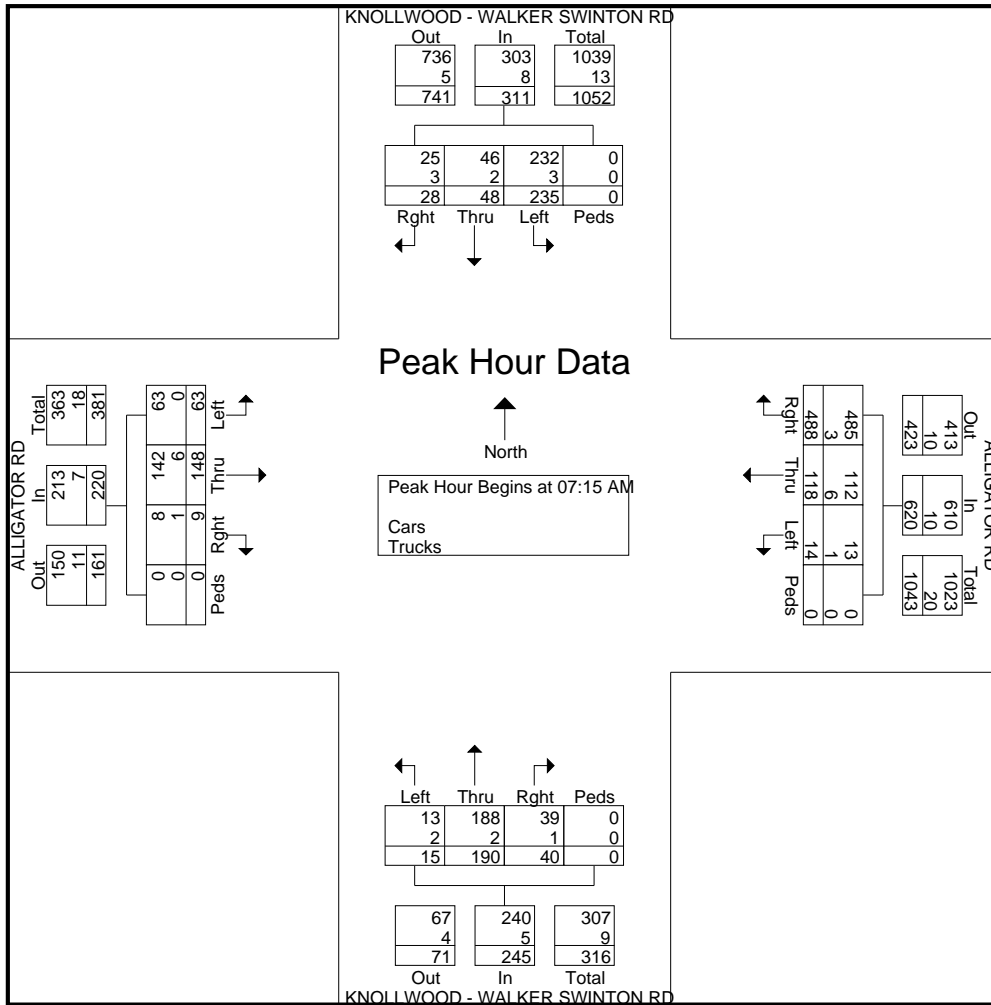 KNOLLWOOD - WALKER SWINTON RD
Out In Total
736 303 1039
5 8 13
741 311 1052
25 46 232 0
3 2 3 0
28 48 235 0
Rght Thru Left Peds
Peak Hour Data
North
Peak Hour Begins at 07:15 AM
Cars
Trucks
ALLIGATOR RD
Out In Total
150 213 363
11 7 18
161 220 381
0 8 142 63
0 1 6 0
0 9 148 63
Peds Rght Thru Left
ALLIGATOR RD
Out In Total
413 610 1023
10 10 20
423 620 1043
485 112 13 0
3 6 1 0
488 118 14 0
Rght Thru Left Peds
Left Thru Rght Peds
13 188 39 0
2 2 1 0
15 190 40 0
67 240 307
4 5 9
71 245 316
Out In Total
KNOLLWOOD - WALKER SWINTON RD